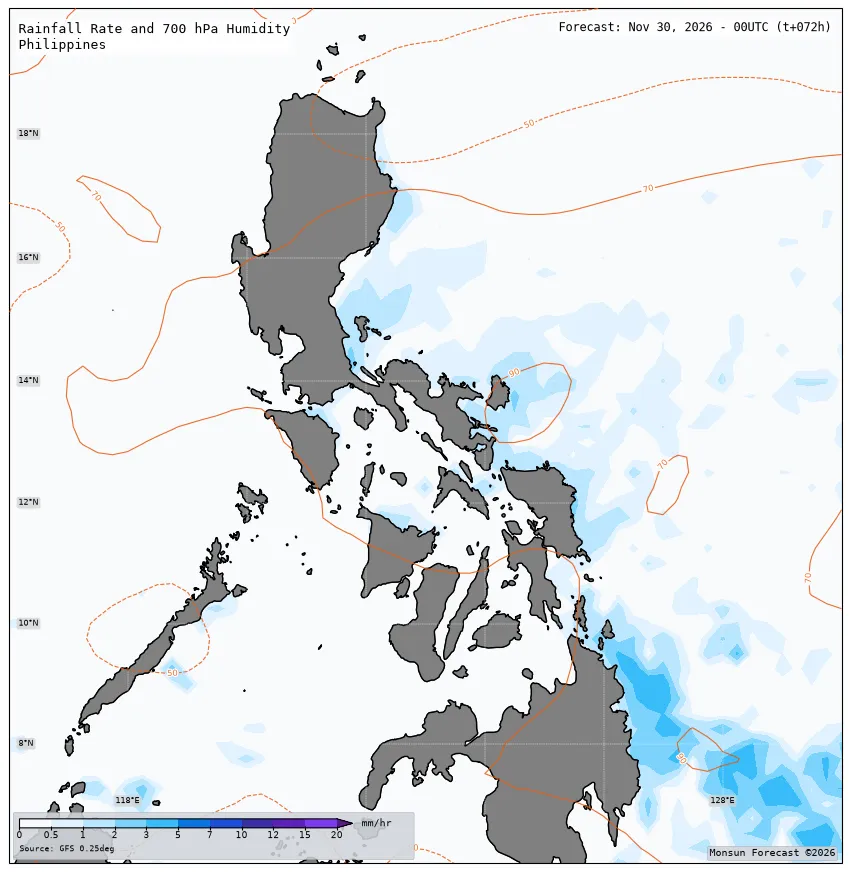 Rainfall Rate and 700 hPa Humidity
Philippines
Forecast: Nov 30, 2026 - 00UTC (t+072h)
50
18°N
70
70
50
16°N
90
14°N
70
12°N
70
10°N
50
8°N
90
118°E
128°E
0 0.5 1 2 3 5 7 10 12 15 20 mm/hr
Source: GFS 0.25deg
Monsun Forecast ©2026